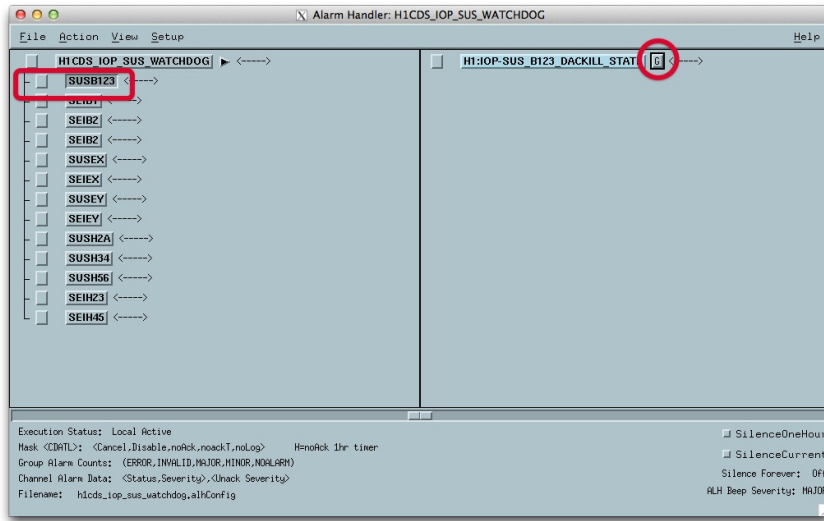 Alarm Handler: H1CDS_IOP_SUS_WATCHDOG
File Action View Setup Help
H1CDS_IOP_SUS_WATCHDOG <----->
SUSB123 <----->
SEIB1 <----->
SEIB2 <----->
SEIB2 <----->
SUSEX <----->
SEIEX <----->
SUSEY <----->
SEIEY <----->
SUSH2A <----->
SUSH34 <----->
SUSH56 <----->
SEIH23 <----->
SEIH45 <----->
H1:IOP-SUS_B123_DACKILL_STAT G <----->
Execution Status: Local Active
Mask <CDATL>: <Cancel,Disable,noAck,noackT,noLog> H=noAck 1hr timer
Group Alarm Counts: (ERROR,INVALID,MAJOR,MINOR,NOALARM)
Channel Alarm Data: <Status,Severity>,<Unack Severity>
Filename: h1cds_iop_sus_watchdog.alhConfig
SilenceOneHour
SilenceCurrent
Silence Forever: Of
ALH Beep Severity: MAJOR